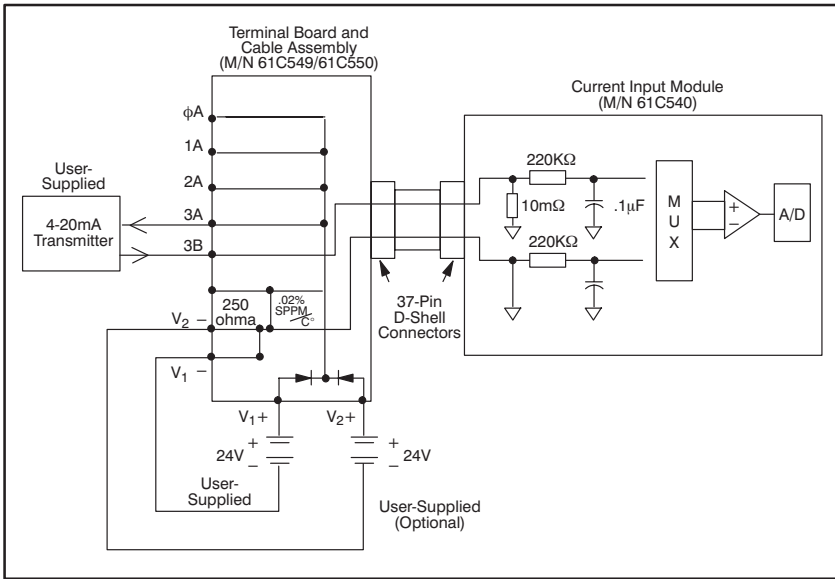 Terminal Board and
Cable Assembly
(M/N 61C549/61C550)
Current Input Module
(M/N 61C540)
ϕA
1A
2A
3A
3B
User-
Supplied
4-20mA
Transmitter
220KΩ
10mΩ
.1μF
220KΩ
M
U
X
+
−
A/D
37-Pin
D-Shell
Connectors
250
ohma
.02%
SPPM
/C°
V2 −
V1 −
V1+
V2+
+
−
24V
+
−
24V
User-
Supplied
User-Supplied
(Optional)